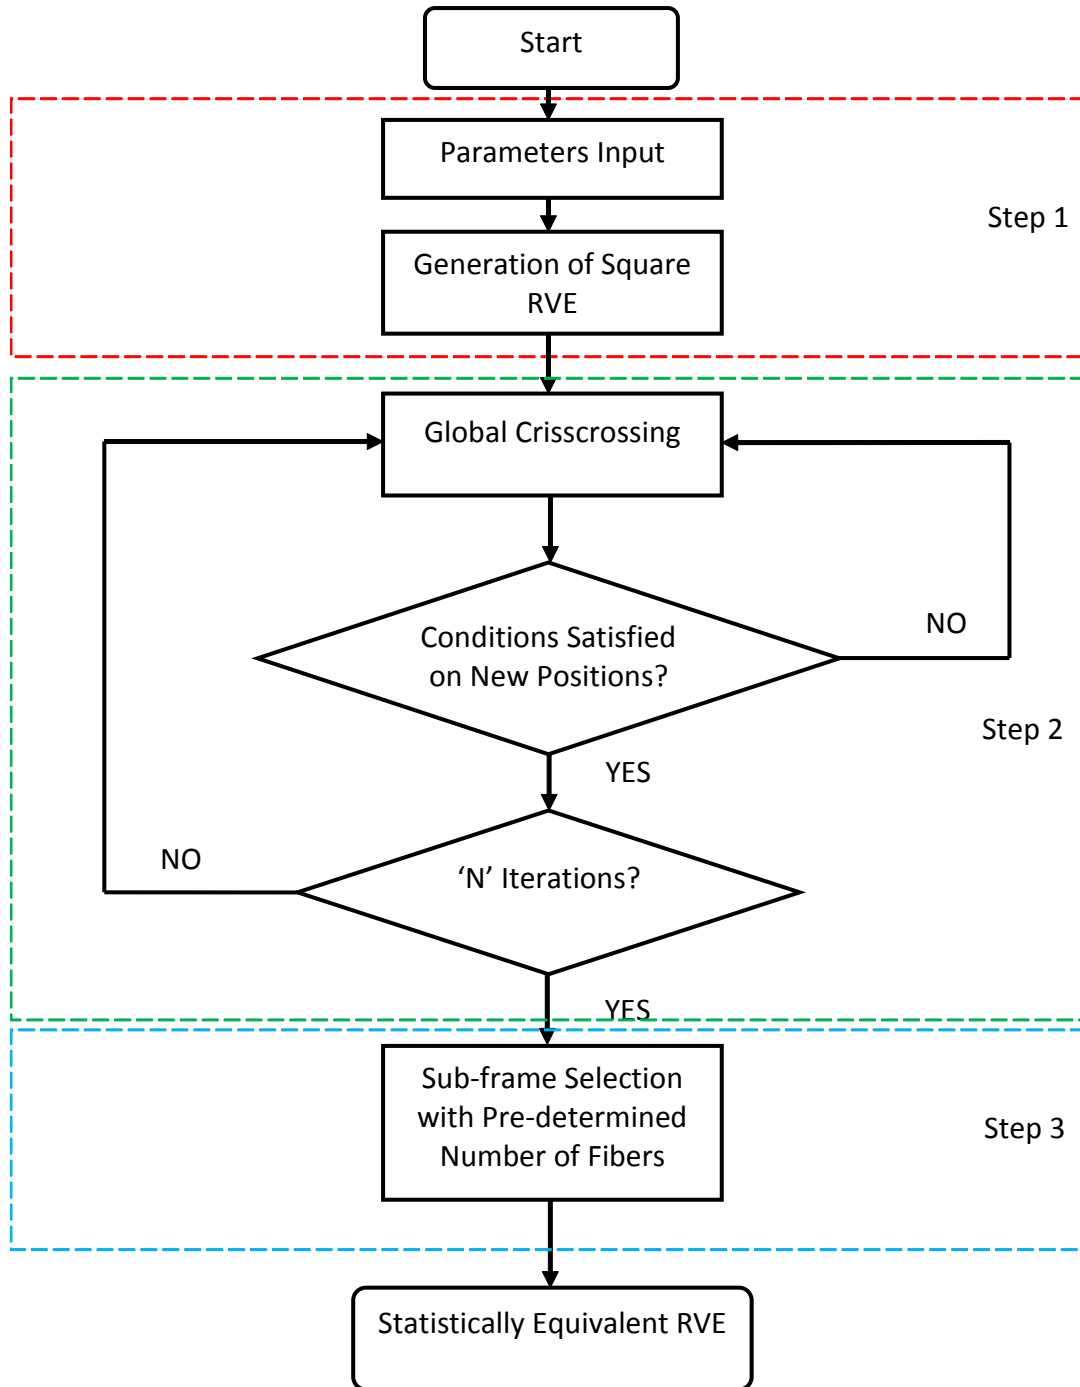 Start
Parameters Input
Step 1
Generation of Square
RVE
Global Crisscrossing
Conditions Satisfied
on New Positions?
NO
Step 2
YES
NO
‘N’ Iterations?
YES
Sub-frame Selection
with Pre-determined
Number of Fibers
Step 3
Statistically Equivalent RVE